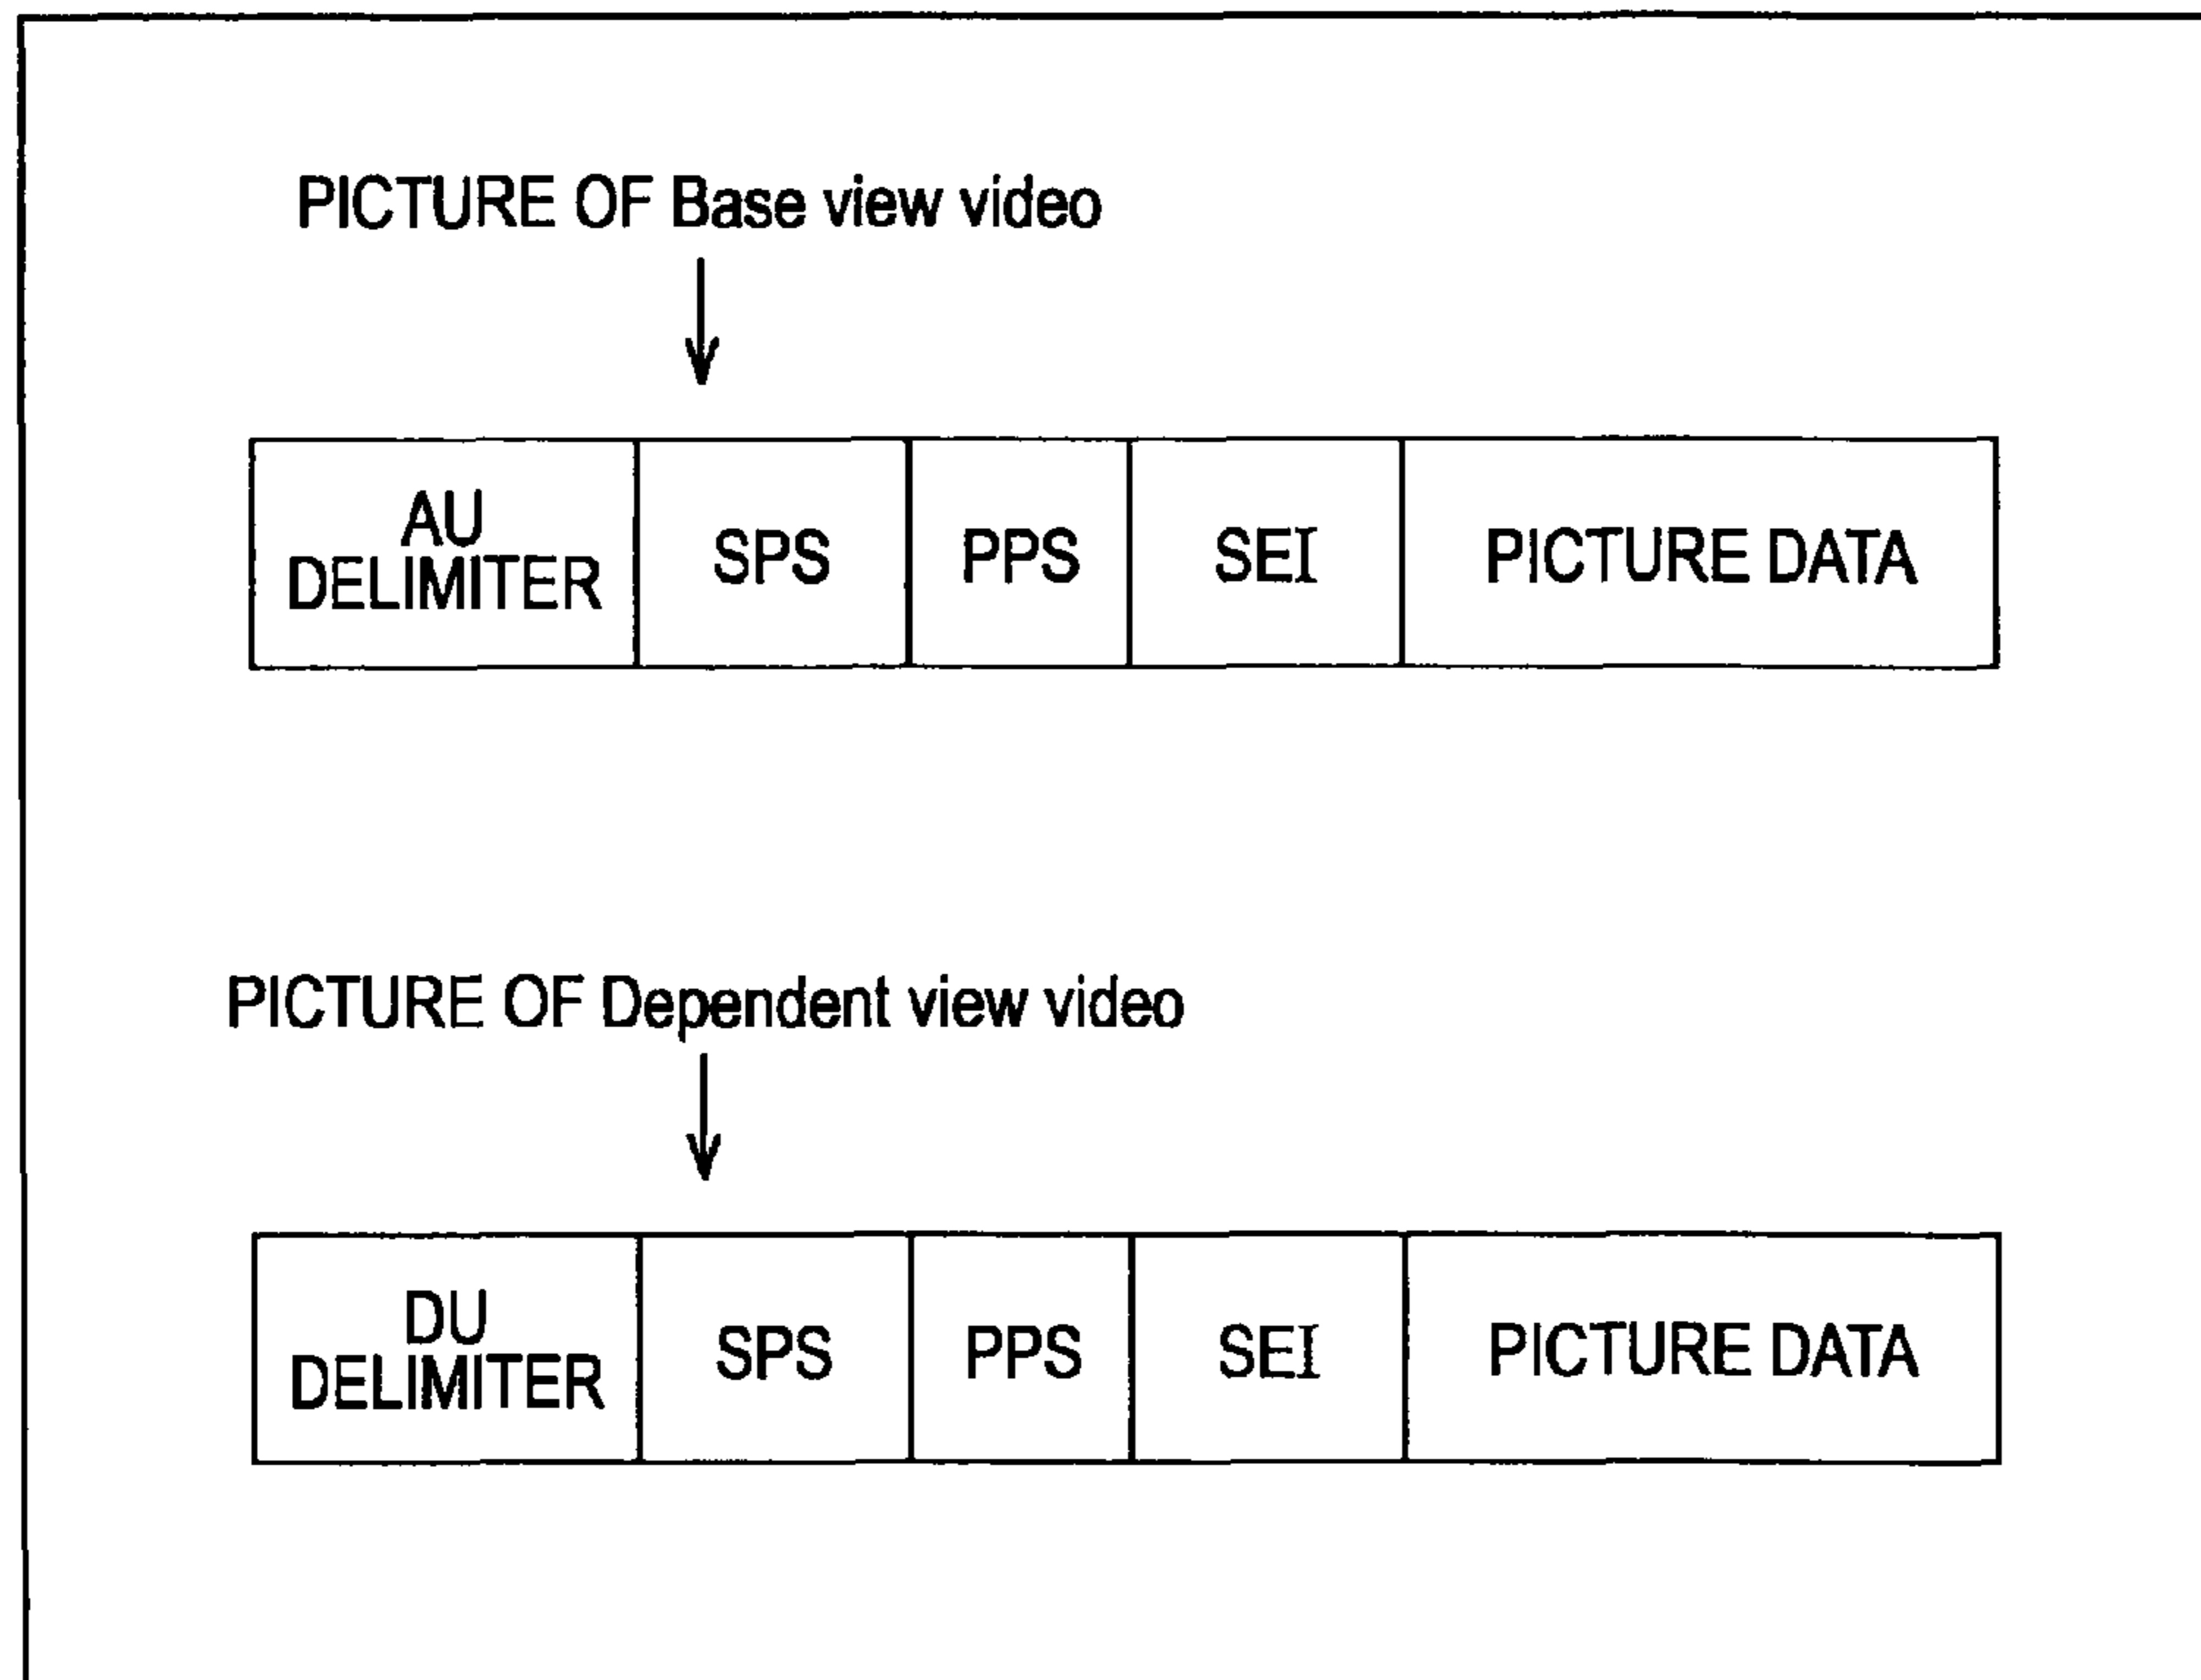 PICTURE OF Base view video
AU
DELIMITER
SPS
PPS
SEI
PICTURE DATA
PICTURE OF Dependent view video
DU
DELIMITER
SPS
PPS
SEI
PICTURE DATA